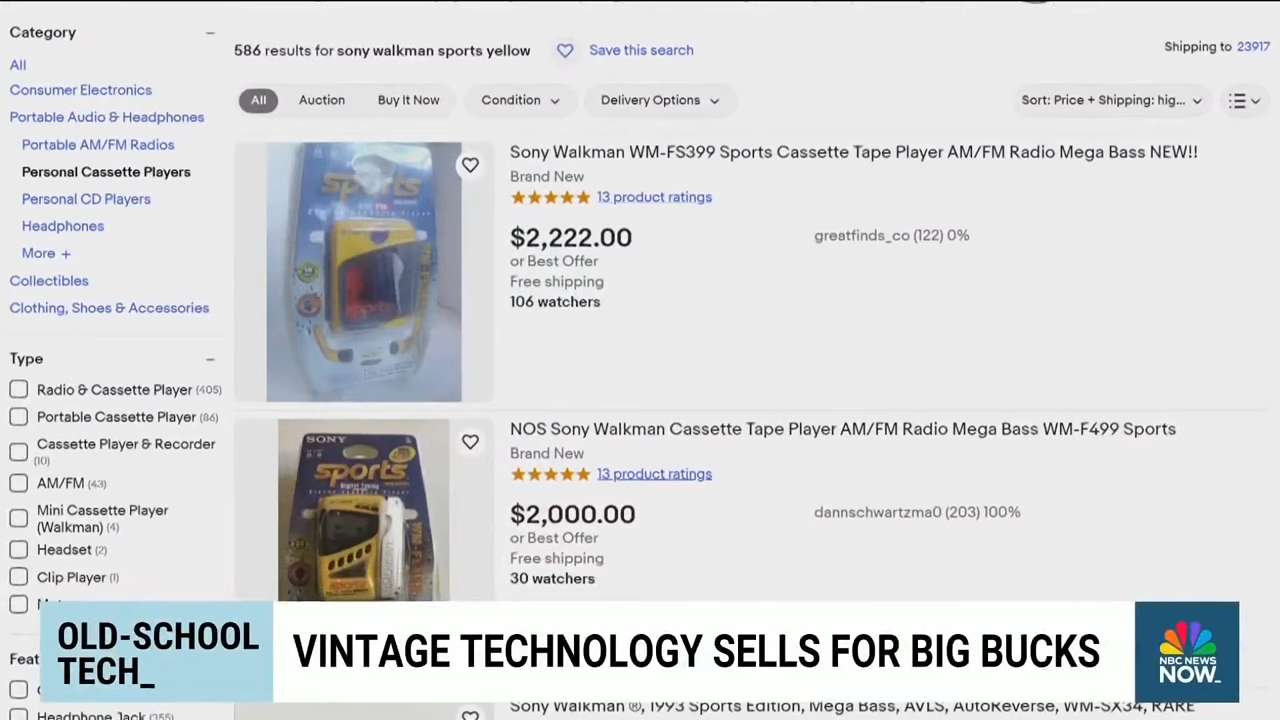 Category
All
Consumer Electronics
Portable Audio & Headphones
Portable AM/FM Radios
Personal Cassette Players
Personal CD Players
Headphones
More +
Collectibles
Clothing, Shoes & Accessories
Type
Radio & Cassette Player (405)
Portable Cassette Player (86)
Cassette Player & Recorder
(10)
AM/FM (43)
Mini Cassette Player
(Walkman) (4)
Headset (2)
Clip Player (1)
Headphone Jack (355)
586 results for sony walkman sports yellow
Save this search
Shipping to 23917
All
Auction
Buy It Now
Condition
Delivery Options
Sort: Price + Shipping: hig...
sports
sports
Sony Walkman WM-FS399 Sports Cassette Tape Player AM/FM Radio Mega Bass NEW!!
Brand New
13 product ratings
$2,222.00
or Best Offer
Free shipping
106 watchers
greatfinds_co (122) 0%
SONY
sports
Digital Tuning
sports
NOS Sony Walkman Cassette Tape Player AM/FM Radio Mega Bass WM-F499 Sports
Brand New
13 product ratings
$2,000.00
or Best Offer
Free shipping
30 watchers
dannschwartzma0 (203) 100%
OLD-SCHOOL
TECH_
VINTAGE TECHNOLOGY SELLS FOR BIG BUCKS
NBC NEWS
NOW_
Sony Walkman ®, 1993 Sports Edition, Mega Bass, AVLS, AutoReverse, WM-SX34, RARE